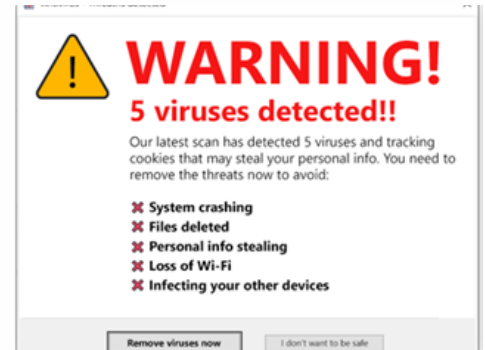 WARNING!
5 viruses detected!!
Our latest scan has detected 5 viruses and tracking
cookies that may steal your personal info. You need to
remove the threats now to avoid:
System crashing
Files deleted
Personal info stealing
Loss of Wi-Fi
Infecting your other devices
Remove viruses now
I don't want to be safe